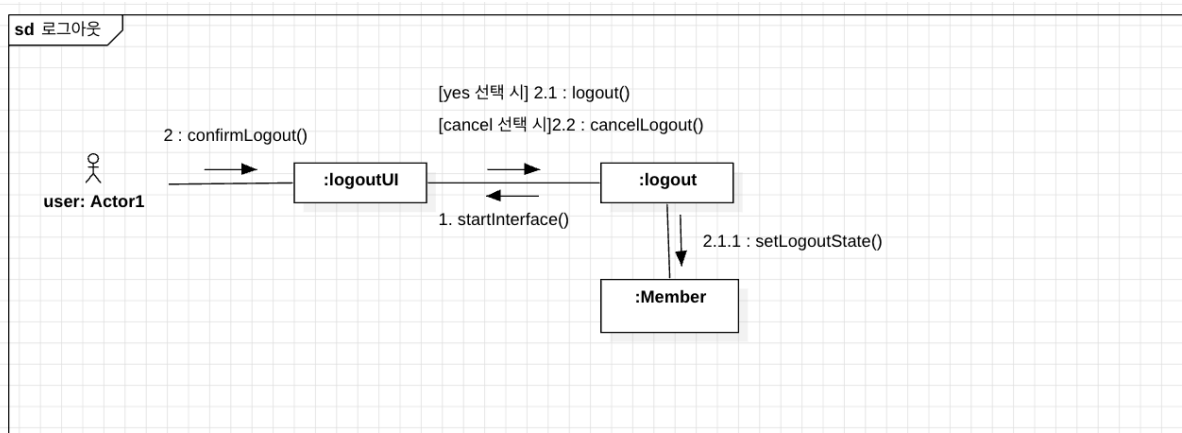 sd 로그아웃
[yes 선택 시] 2.1 : logout()
[cancel 선택 시]2.2 : cancelLogout()
2 : confirmLogout()
:logoutUI
:logout
user: Actor1
1. startInterface()
2.1.1 : setLogoutState()
:Member